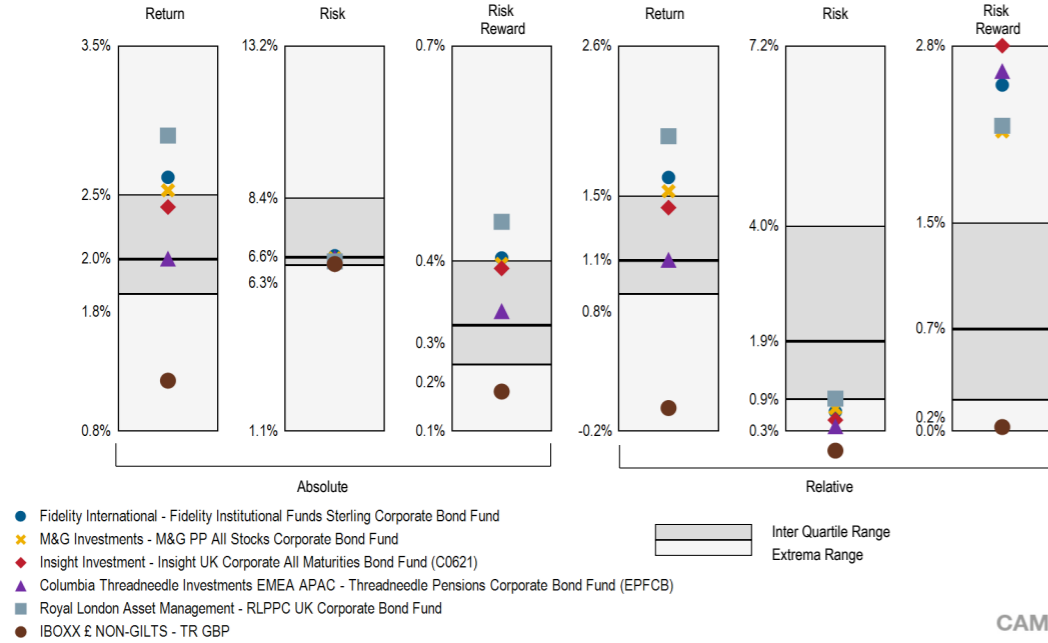 Return
Risk
Risk
Reward
Return
Risk
Risk
Reward
3.5%
13.2%
0.7%
2.6%
7.2%
2.8%
2.5%
8.4%
0.4%
1.5%
4.0%
1.5%
2.0%
6.6%
0.3%
1.1%
1.9%
0.7%
1.8%
6.3%
0.2%
0.8%
0.9%
0.2%
0.8%
1.1%
0.1%
-0.2%
0.3%
0.0%
Absolute
Relative
Fidelity International - Fidelity Institutional Funds Sterling Corporate Bond Fund
M&G Investments - M&G PP All Stocks Corporate Bond Fund
Insight Investment - Insight UK Corporate All Maturities Bond Fund (C0621)
Columbia Threadneedle Investments EMEA APAC - Threadneedle Pensions Corporate Bond Fund (EPFCB)
Royal London Asset Management - RLPPC UK Corporate Bond Fund
IBOXX £ NON-GILTS - TR GBP
Inter Quartile Range
Extrema Range
CAM